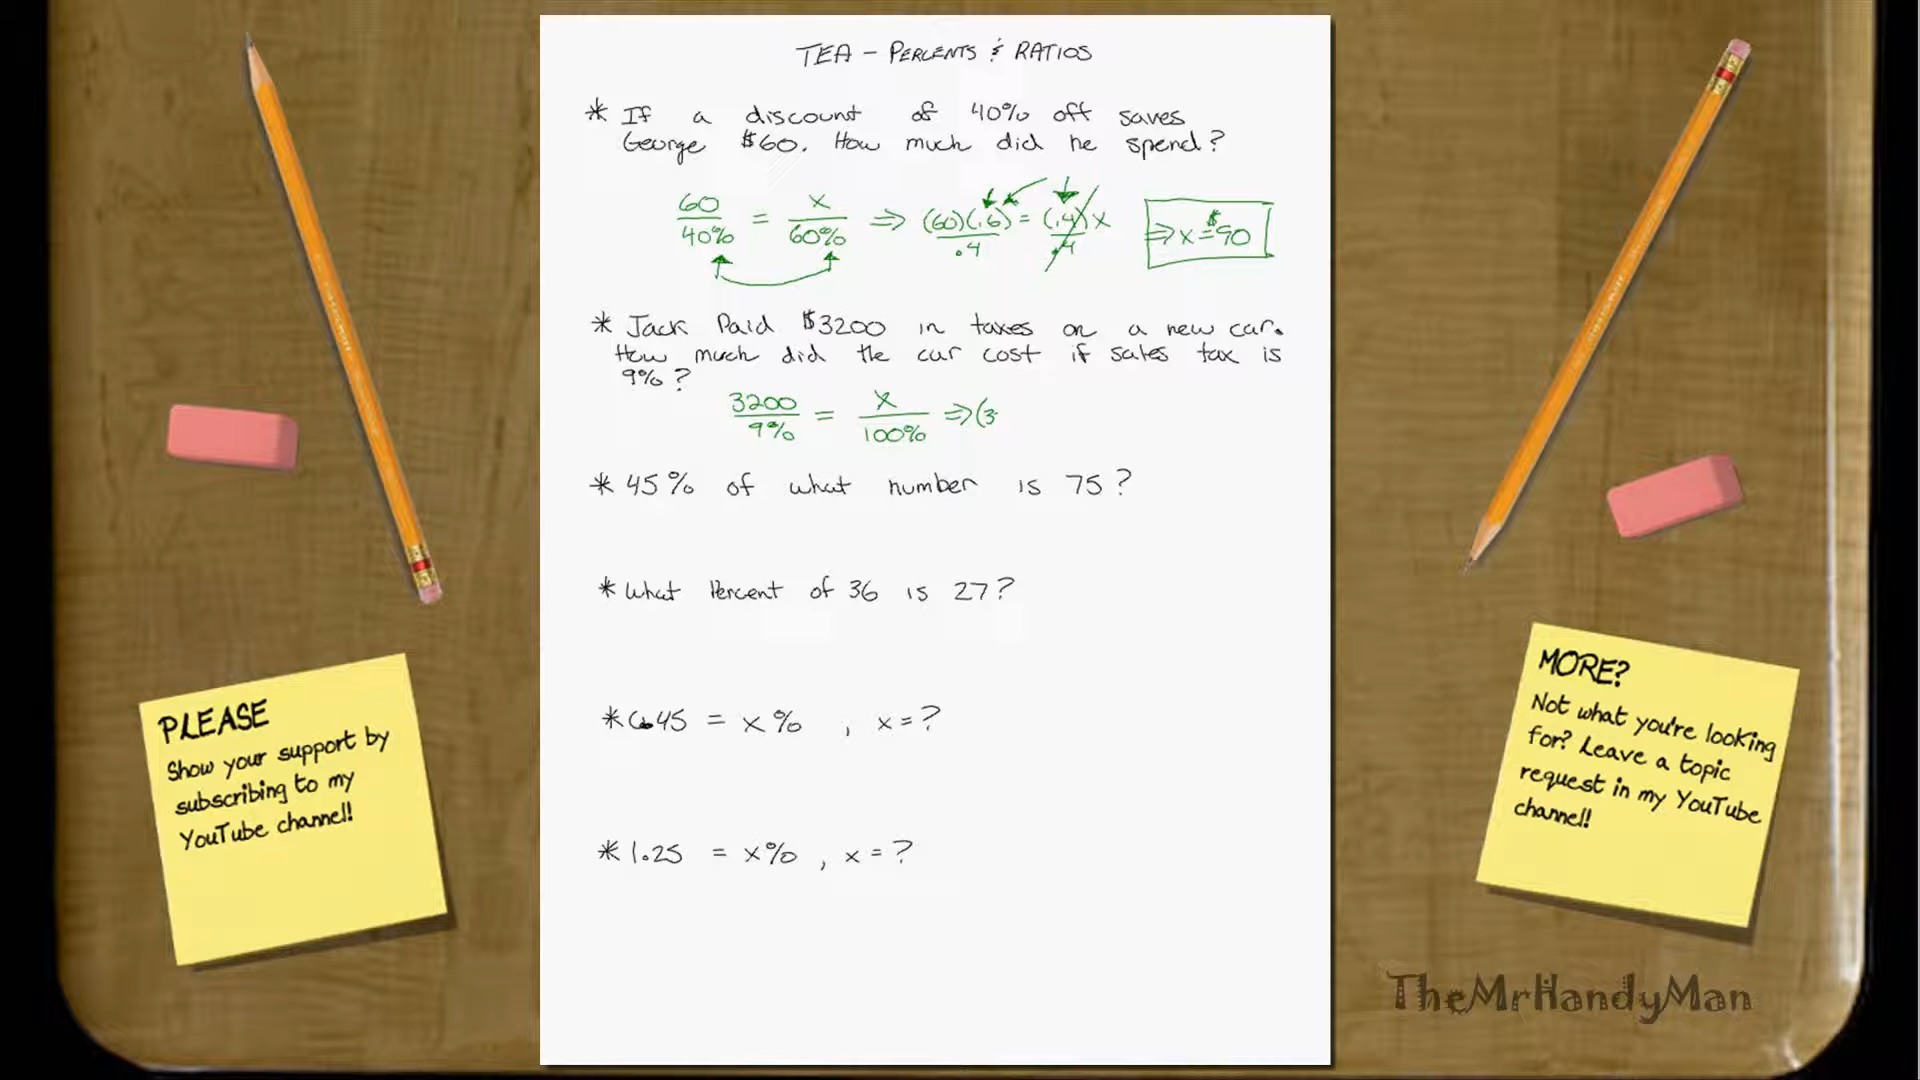 TEA – PERCENTS & RATIOS
* If a discount of 40% off saves
George $60. How much did he spend?
60/40% = x/60% ⇒ (60)(.6)/.4 = (.4)x/.4 ⇒ x = $90
* Jack Paid $3200 in taxes on a new car.
How much did the car cost if sales tax is
9%?
3200/9% = x/100% ⇒ (3
* 45% of what number is 75?
* What Percent of 36 is 27?
45 = x% , x = ?
* 1.25 = x% , x = ?
PLEASE
Show your support by
subscribing to my
YouTube channel!
MORE?
Not what you're looking
for? Leave a topic
request in my YouTube
channel!
TheMrHandyMan